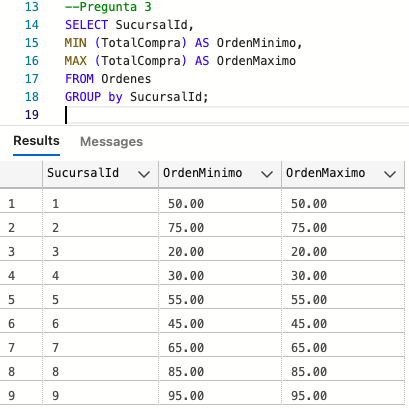 13 --Pregunta 3
14 SELECT SucursalId,
15 MIN (TotalCompra) AS OrdenMinimo,
16 MAX (TotalCompra) AS OrdenMaximo
17 FROM Ordenes
18 GROUP by SucursalId;
19
Results Messages
SucursalId OrdenMinimo OrdenMaximo
1 1 50.00 50.00
2 2 75.00 75.00
3 3 20.00 20.00
4 4 30.00 30.00
5 5 55.00 55.00
6 6 45.00 45.00
7 7 65.00 65.00
8 8 85.00 85.00
9 9 95.00 95.00